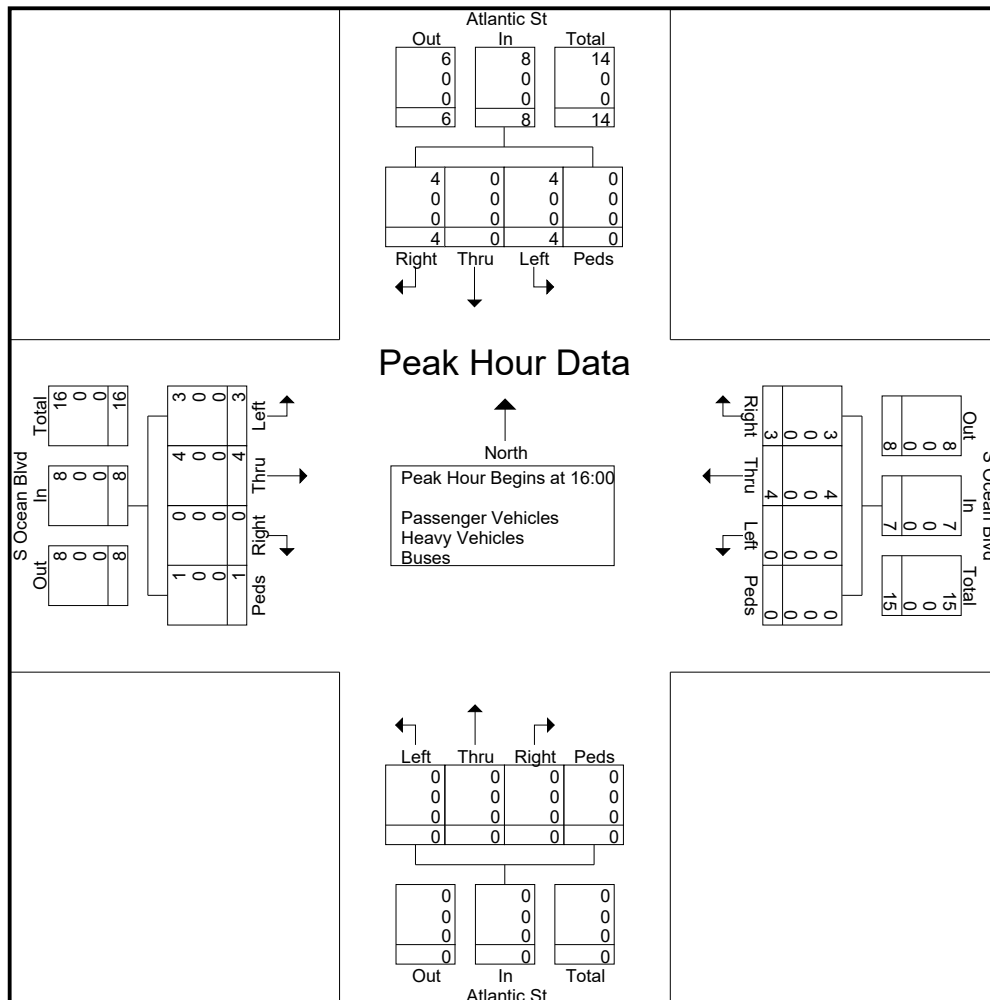 Atlantic St
Out In Total
6 8 14
0 0 0
0 0 0
6 8 14
4 0 4 0
0 0 0 0
0 0 0 0
4 0 4 0
Right Thru Left Peds
Peak Hour Data
North
Peak Hour Begins at 16:00
Passenger Vehicles
Heavy Vehicles
Buses
S Ocean Blvd
Out In Total
8 8 16
0 0 0
0 0 0
8 8 16
Peds Right Thru Left
1 0 4 3
0 0 0 0
0 0 0 0
1 0 4 3
S Ocean Blvd
Out In Total
8 7 15
0 0 0
0 0 0
8 7 15
Right Thru Left Peds
3 4 0 0
0 0 0 0
0 0 0 0
3 4 0 0
Left Thru Right Peds
0 0 0 0
0 0 0 0
0 0 0 0
0 0 0 0
0 0 0
0 0 0
0 0 0
0 0 0
Out In Total
Atlantic St